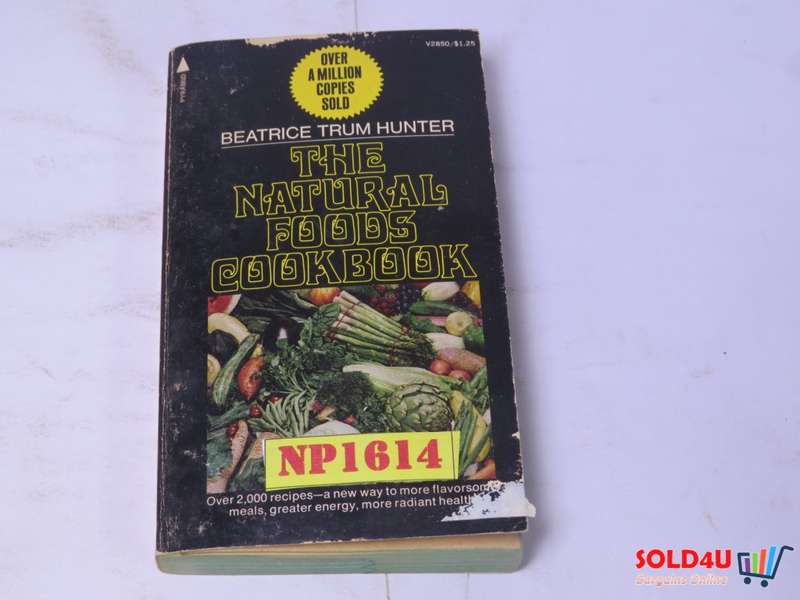 V2850/$1.25
PYRAMID
OVER
A MILLION
COPIES
SOLD
BEATRICE TRUM HUNTER
THE
NATURAL
FOODS
COOKBOOK
NP1614
Over 2,000 recipes—a new way to more flavorsome
meals, greater energy, more radiant health
SOLD4U
Bargains Online